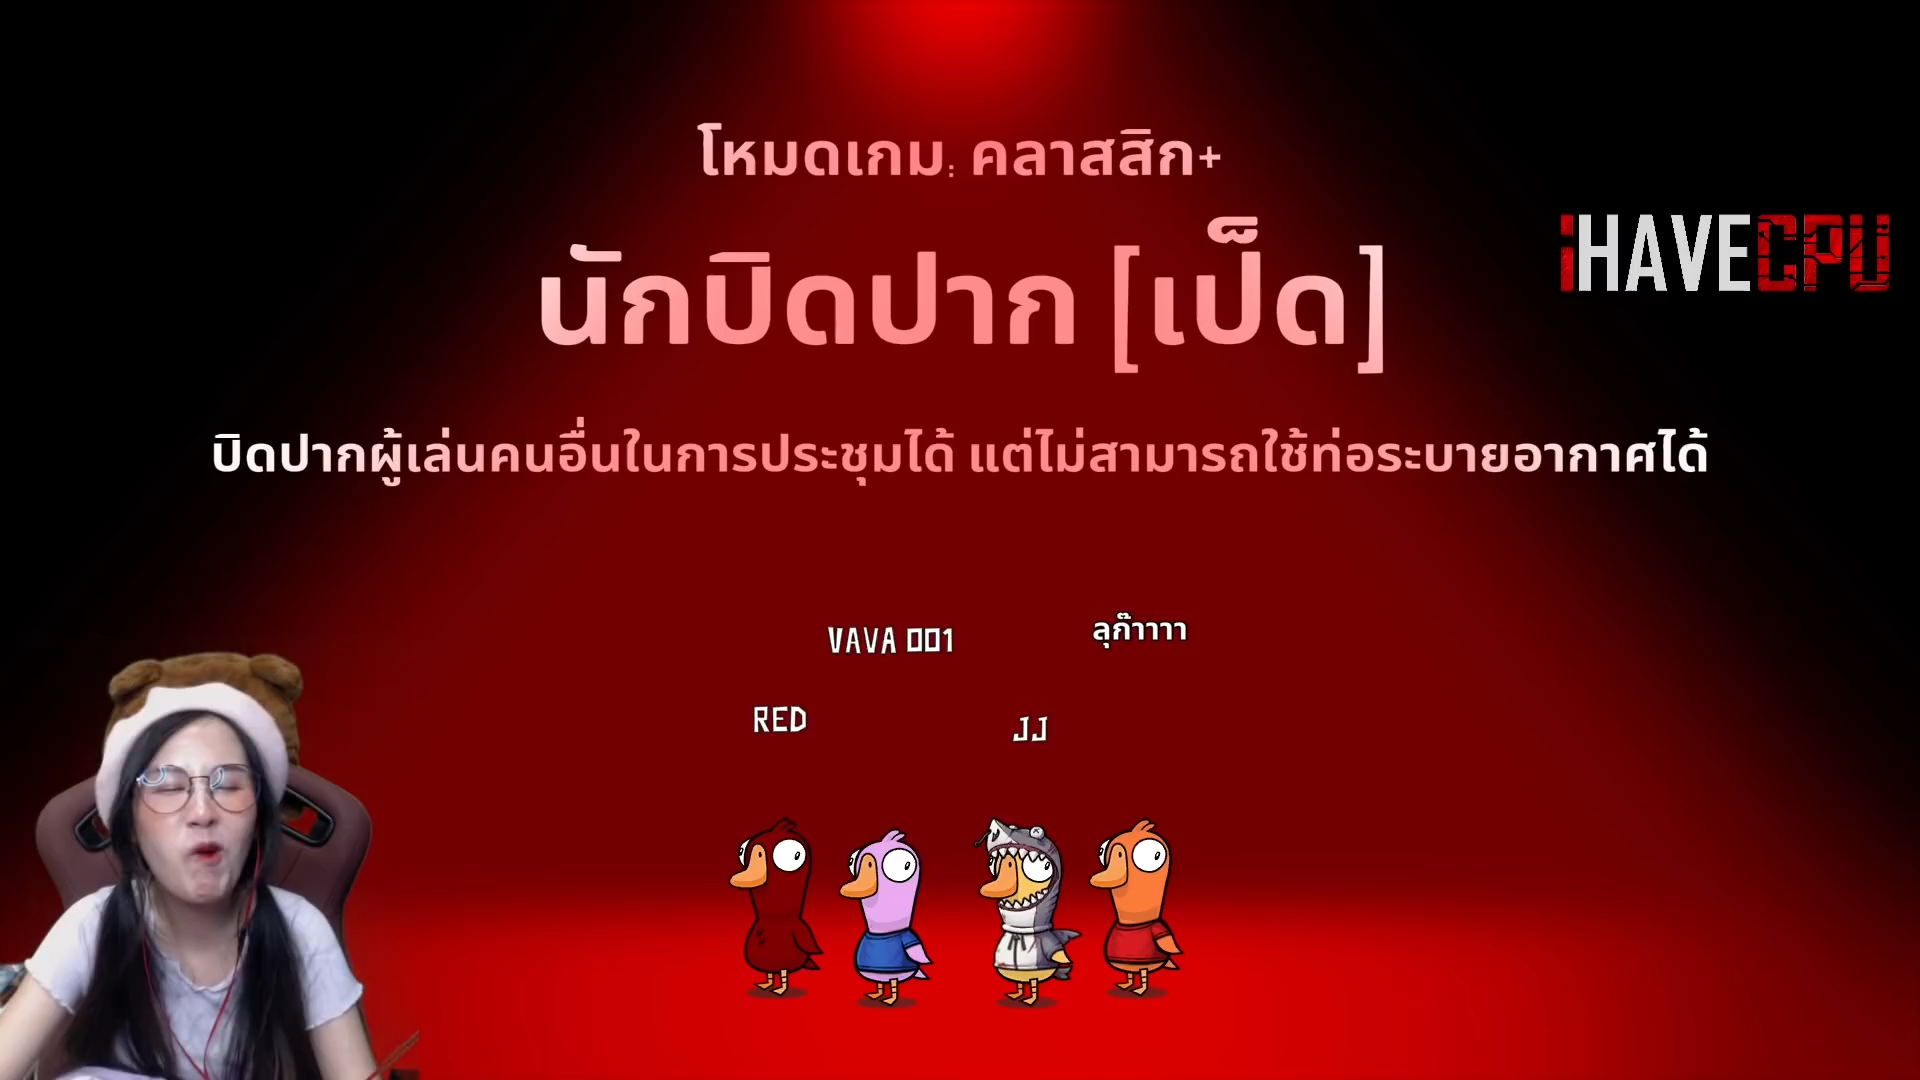 โหมดเกม: คลาสสิก+
นักปิดปาก [เป็ด]
iHAVECPU
ปิดปากผู้เล่นคนอื่นในการประชุมได้ แต่ไม่สามารถใช้ท่อระบายอากาศได้
VAVA 001
ลุก๊าาาา
RED
JJ